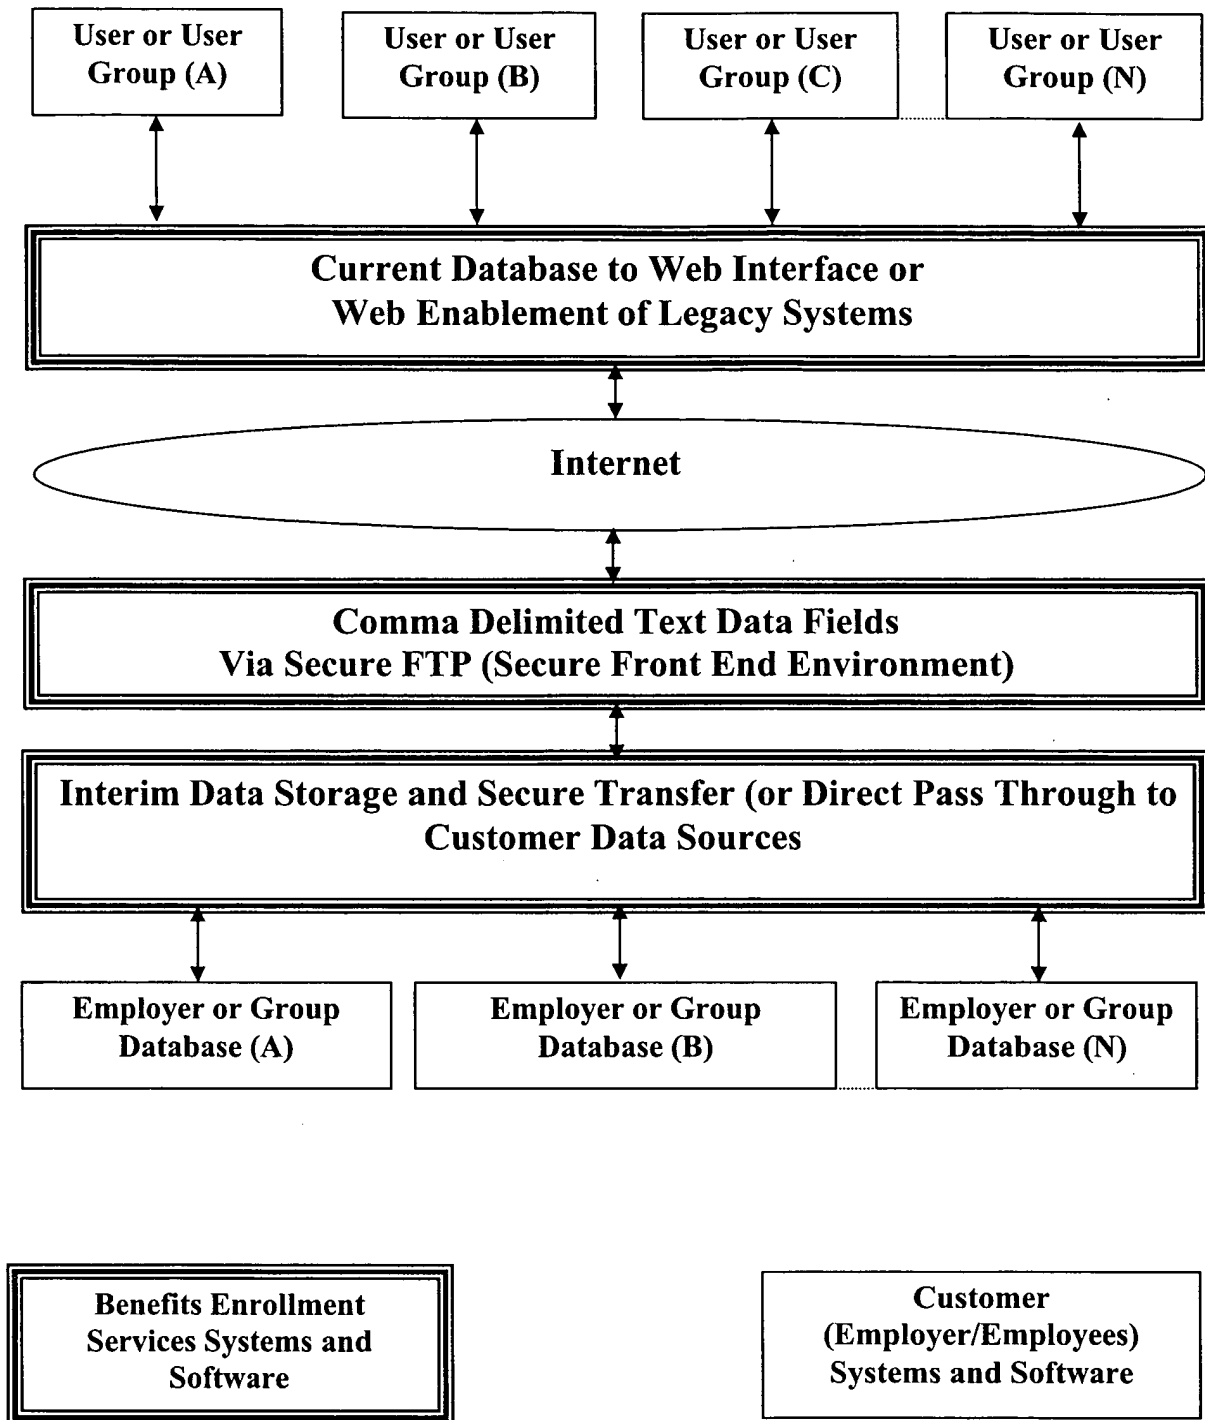 User or User
Group (A)
User or User
Group (B)
User or User
Group (C)
User or User
Group (N)
Current Database to Web Interface or
Web Enablement of Legacy Systems
Internet
Comma Delimited Text Data Fields
Via Secure FTP (Secure Front End Environment)
Interim Data Storage and Secure Transfer (or Direct Pass Through to
Customer Data Sources
Employer or Group
Database (A)
Employer or Group
Database (B)
Employer or Group
Database (N)
Benefits Enrollment
Services Systems and
Software
Customer
(Employer/Employees)
Systems and Software